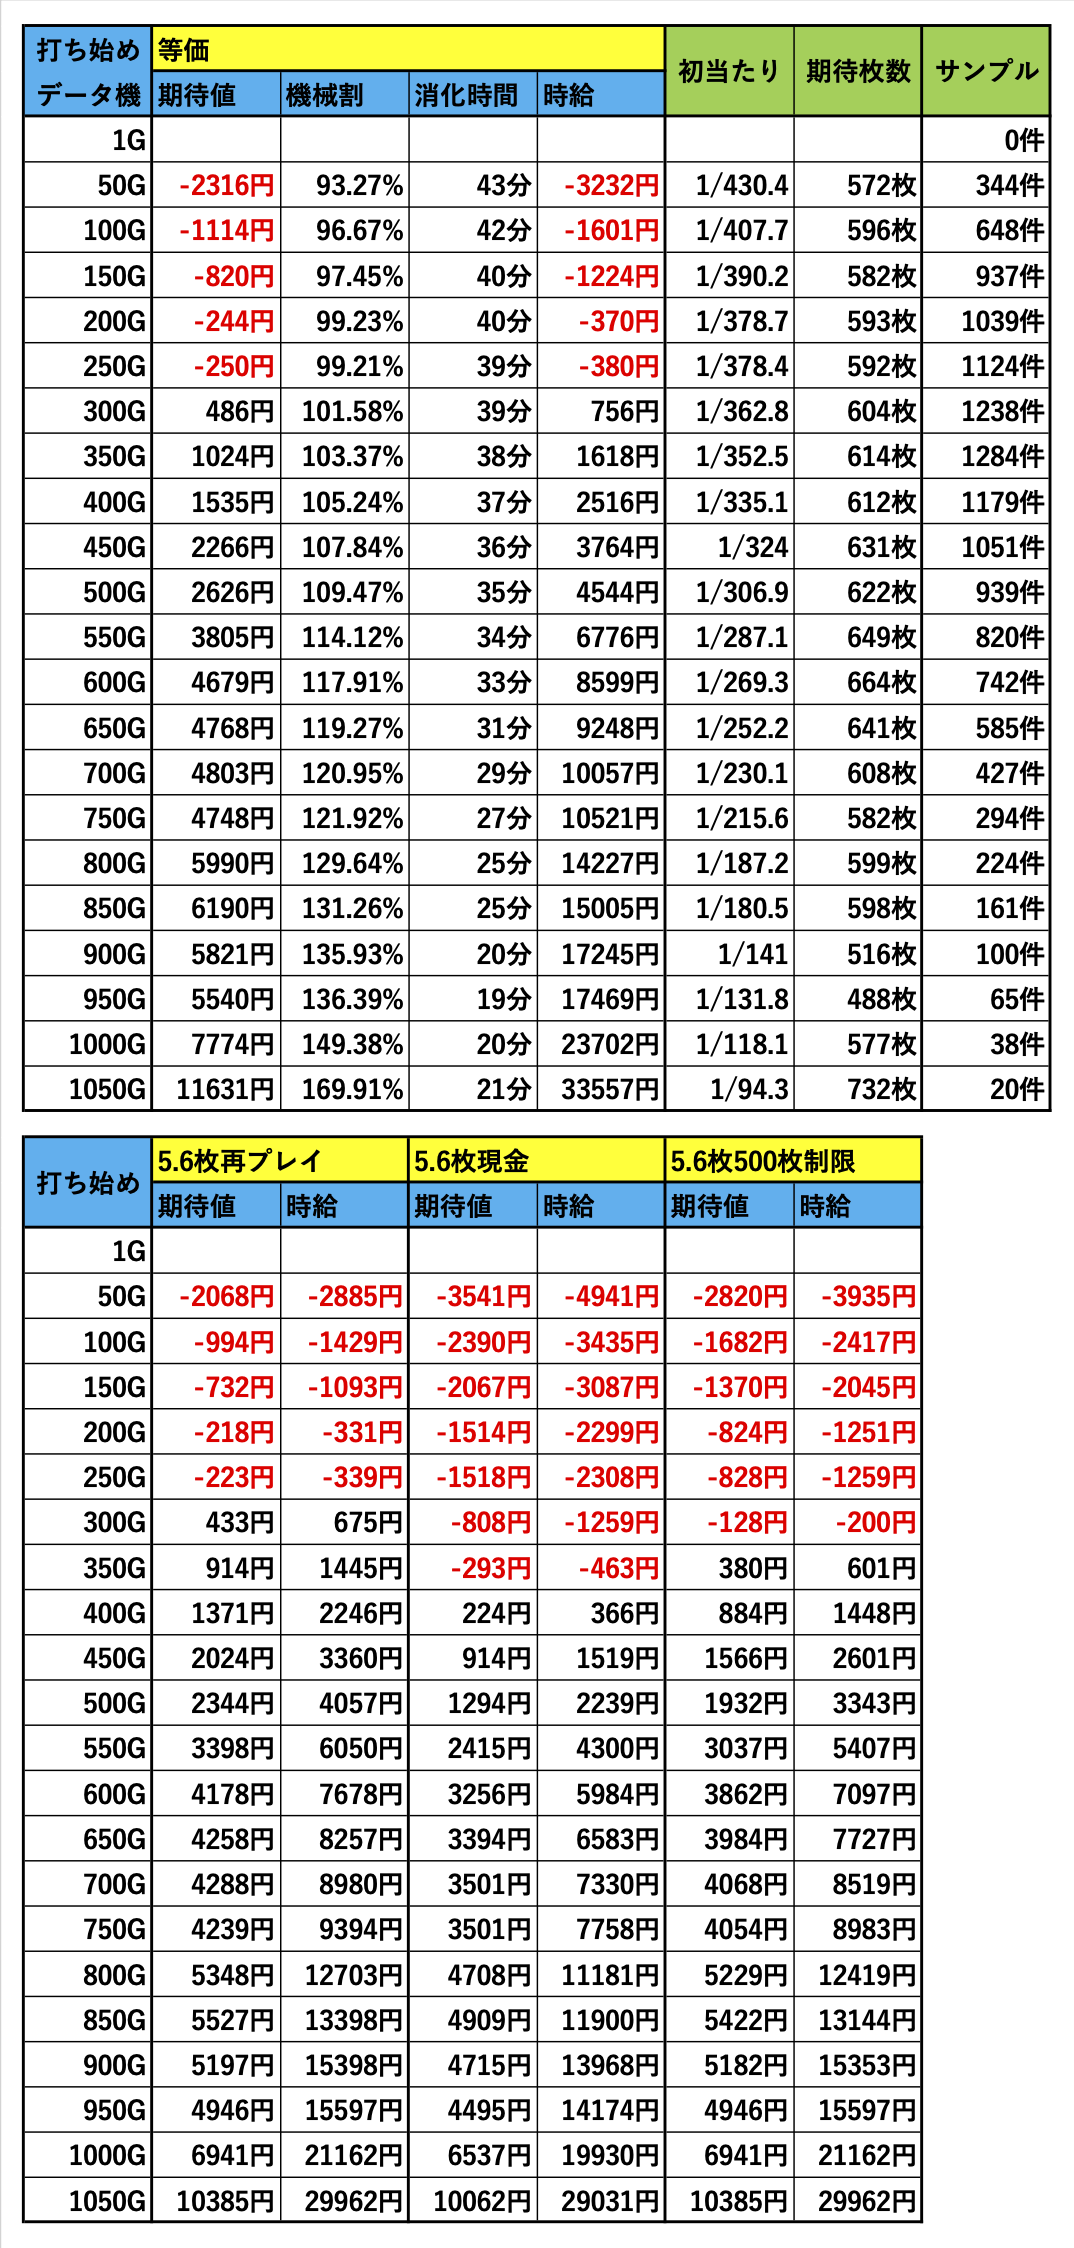 打ち始め 等価 初当たり 期待枚数 サンプル
データ機 期待値 機械割 消化時間 時給
1G 0件
50G -2316円 93.27% 43分 -3232円 1/430.4 572枚 344件
100G -1114円 96.67% 42分 -1601円 1/407.7 596枚 648件
150G -820円 97.45% 40分 -1224円 1/390.2 582枚 937件
200G -244円 99.23% 40分 -370円 1/378.7 593枚 1039件
250G -250円 99.21% 39分 -380円 1/378.4 592枚 1124件
300G 486円 101.58% 39分 756円 1/362.8 604枚 1238件
350G 1024円 103.37% 38分 1618円 1/352.5 614枚 1284件
400G 1535円 105.24% 37分 2516円 1/335.1 612枚 1179件
450G 2266円 107.84% 36分 3764円 1/324 631枚 1051件
500G 2626円 109.47% 35分 4544円 1/306.9 622枚 939件
550G 3805円 114.12% 34分 6776円 1/287.1 649枚 820件
600G 4679円 117.91% 33分 8599円 1/269.3 664枚 742件
650G 4768円 119.27% 31分 9248円 1/252.2 641枚 585件
700G 4803円 120.95% 29分 10057円 1/230.1 608枚 427件
750G 4748円 121.92% 27分 10521円 1/215.6 582枚 294件
800G 5990円 129.64% 25分 14227円 1/187.2 599枚 224件
850G 6190円 131.26% 25分 15005円 1/180.5 598枚 161件
900G 5821円 135.93% 20分 17245円 1/141 516枚 100件
950G 5540円 136.39% 19分 17469円 1/131.8 488枚 65件
1000G 7774円 149.38% 20分 23702円 1/118.1 577枚 38件
1050G 11631円 169.91% 21分 33557円 1/94.3 732枚 20件
打ち始め 5.6枚再プレイ 5.6枚現金 5.6枚500枚制限
期待値 時給 期待値 時給 期待値 時給
1G
50G -2068円 -2885円 -3541円 -4941円 -2820円 -3935円
100G -994円 -1429円 -2390円 -3435円 -1682円 -2417円
150G -732円 -1093円 -2067円 -3087円 -1370円 -2045円
200G -218円 -331円 -1514円 -2299円 -824円 -1251円
250G -223円 -339円 -1518円 -2308円 -828円 -1259円
300G 433円 675円 -808円 -1259円 -128円 -200円
350G 914円 1445円 -293円 -463円 380円 601円
400G 1371円 2246円 224円 366円 884円 1448円
450G 2024円 3360円 914円 1519円 1566円 2601円
500G 2344円 4057円 1294円 2239円 1932円 3343円
550G 3398円 6050円 2415円 4300円 3037円 5407円
600G 4178円 7678円 3256円 5984円 3862円 7097円
650G 4258円 8257円 3394円 6583円 3984円 7727円
700G 4288円 8980円 3501円 7330円 4068円 8519円
750G 4239円 9394円 3501円 7758円 4054円 8983円
800G 5348円 12703円 4708円 11181円 5229円 12419円
850G 5527円 13398円 4909円 11900円 5422円 13144円
900G 5197円 15398円 4715円 13968円 5182円 15353円
950G 4946円 15597円 4495円 14174円 4946円 15597円
1000G 6941円 21162円 6537円 19930円 6941円 21162円
1050G 10385円 29962円 10062円 29031円 10385円 29962円